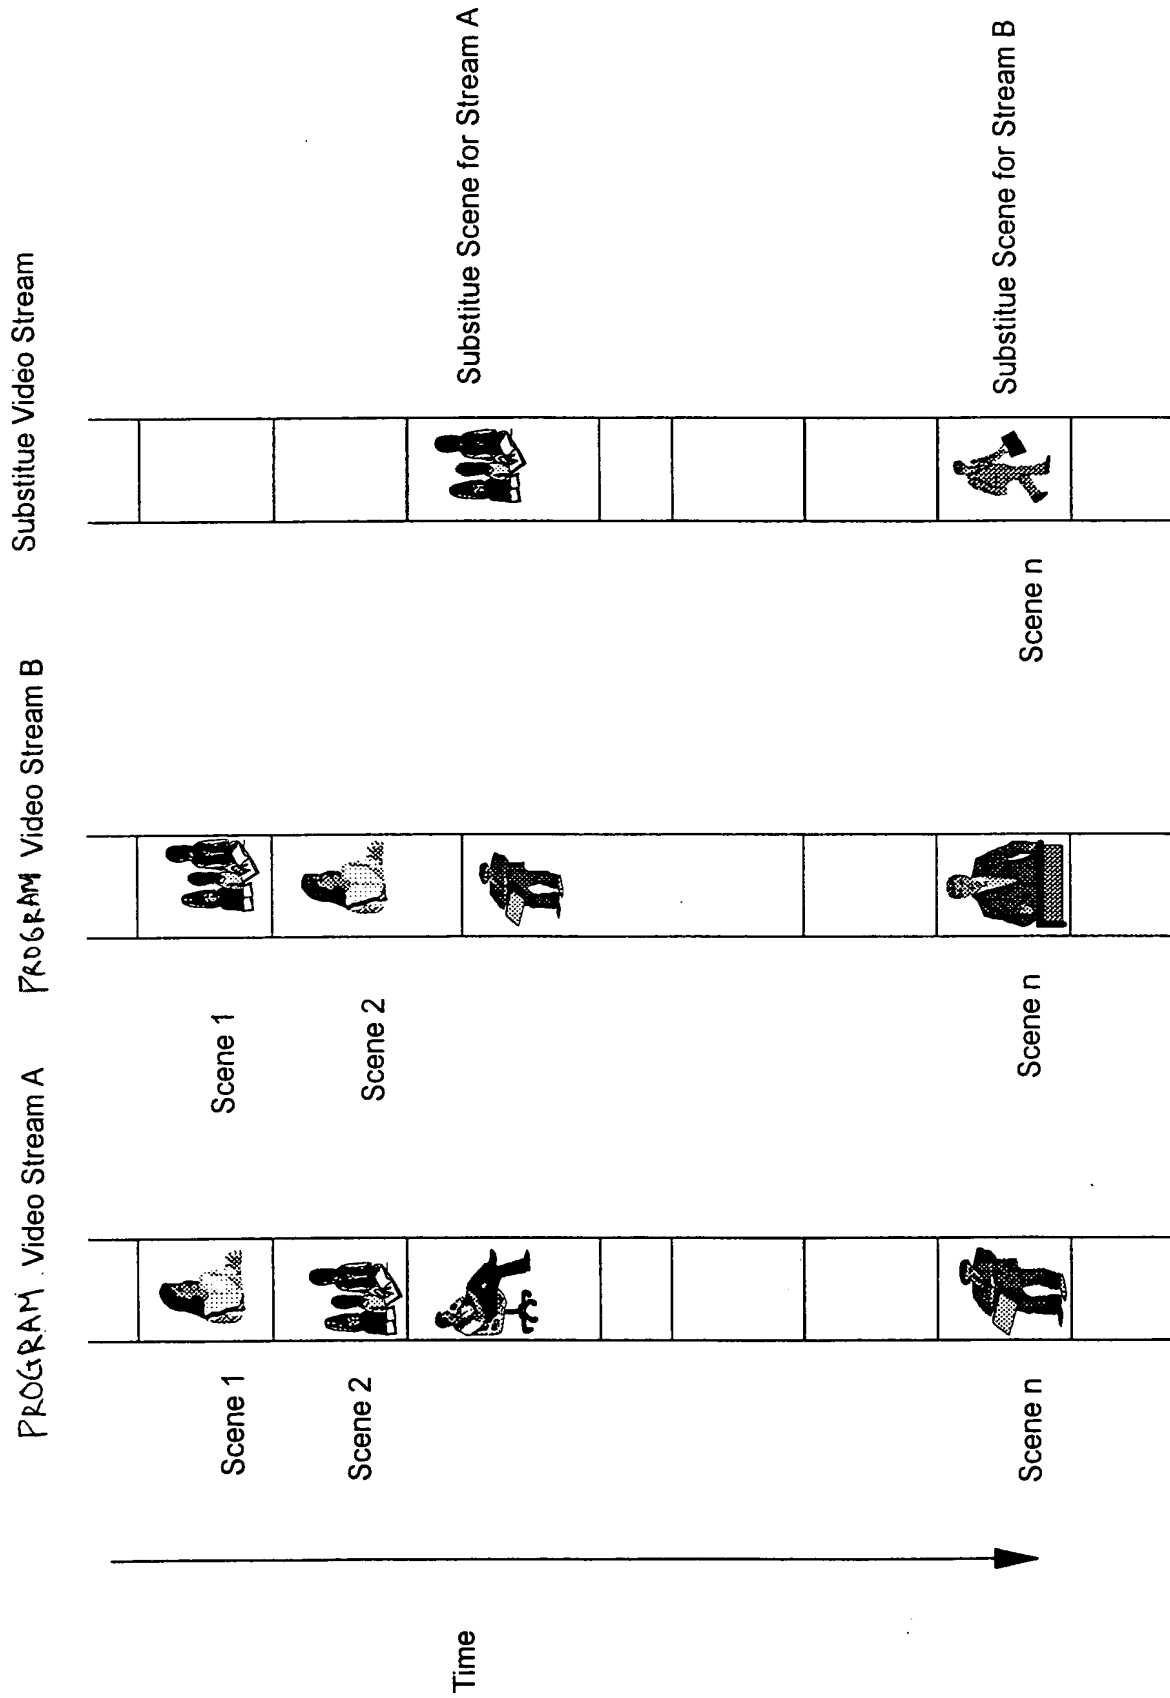 PROGRAM Video Stream A
PROGRAM Video Stream B
Substitue Video Stream
Time
Scene 1
Scene 2
Scene n
Scene 1
Scene 2
Scene n
Scene n
Substitue Scene for Stream A
Substitue Scene for Stream B